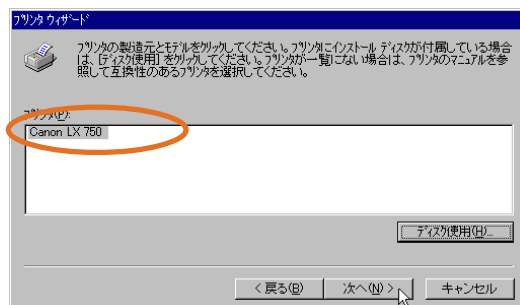 プリンタ ウィザード
プリンタの製造元とモデルをクリックしてください。プリンタにインストール ディスクが付属している場合
は、[ディスク使用] をクリックしてください。プリンタが一覧にない場合は、プリンタのマニュアルを参
照して互換性のあるプリンタを選択してください。
プリンタ(P):
Canon LX 750
ディスク使用(H)...
< 戻る(B)
次へ(N) >
キャンセル